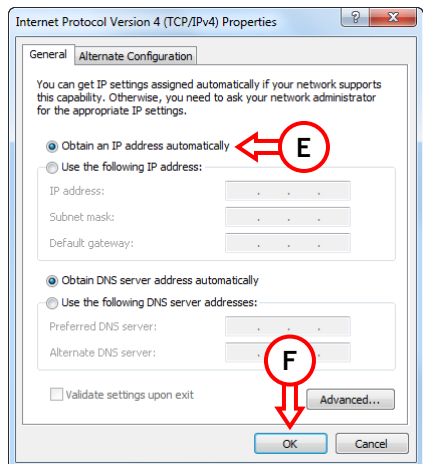 Internet Protocol Version 4 (TCP/IPv4) Properties
?
X
General
Alternate Configuration
You can get IP settings assigned automatically if your network supports
this capability. Otherwise, you need to ask your network administrator
for the appropriate IP settings.
Obtain an IP address automatically
E
Use the following IP address:
IP address:
Subnet mask:
Default gateway:
Obtain DNS server address automatically
Use the following DNS server addresses:
Preferred DNS server:
Alternate DNS server:
F
Validate settings upon exit
Advanced...
OK
Cancel